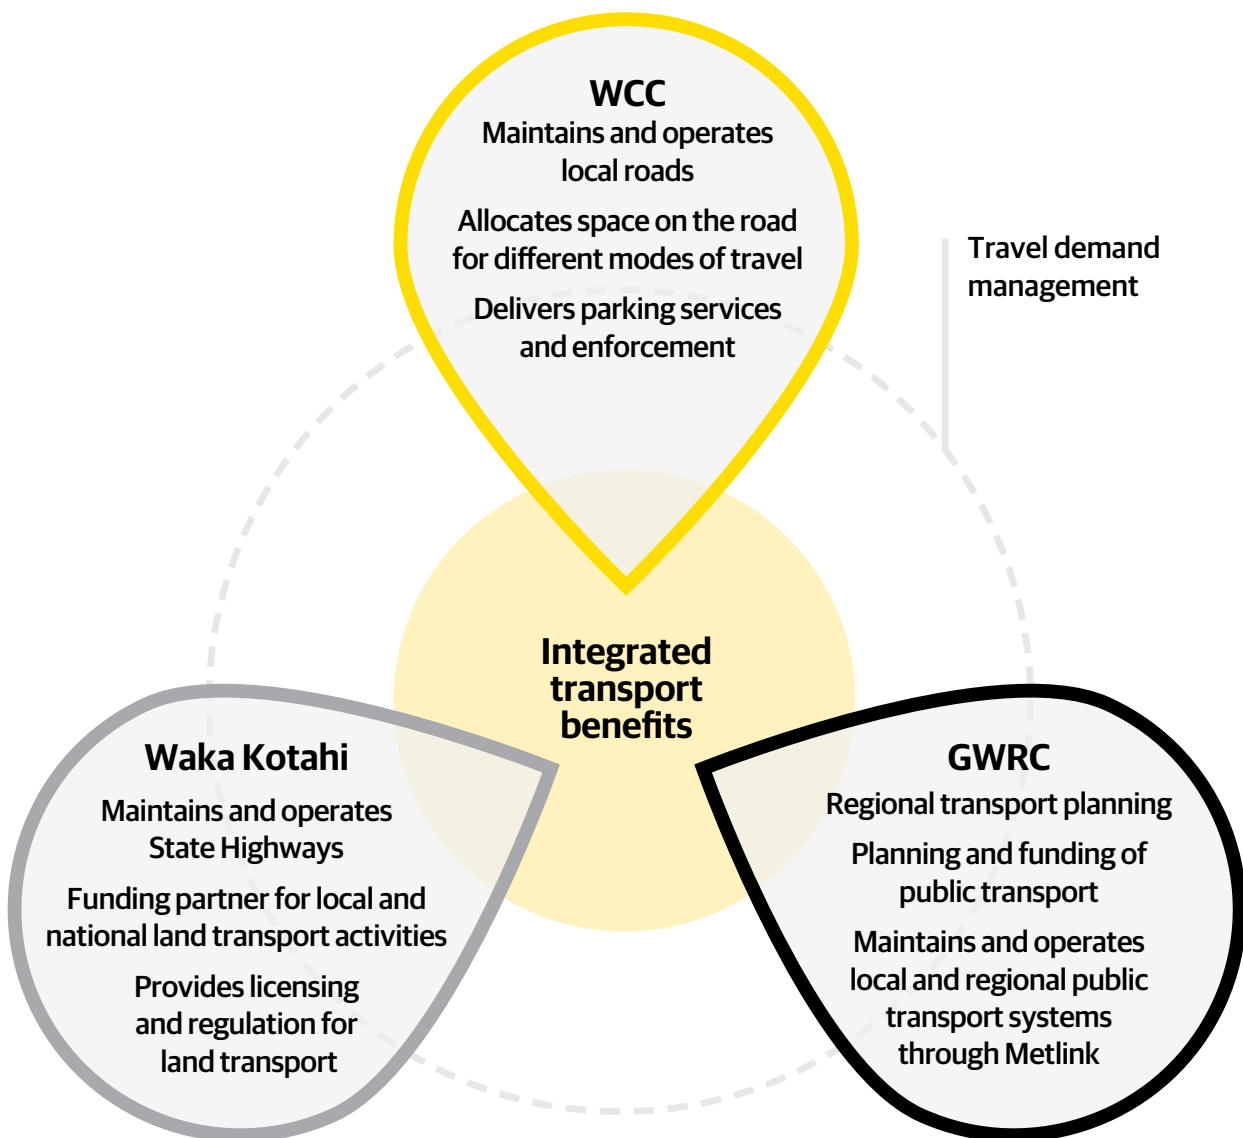 WCC
Maintains and operates
local roads
Allocates space on the road
for different modes of travel
Delivers parking services
and enforcement
Travel demand
management
Integrated
transport
benefits
Waka Kotahi
Maintains and operates
State Highways
Funding partner for local and
national land transport activities
Provides licensing
and regulation for
land transport
GWRC
Regional transport planning
Planning and funding of
public transport
Maintains and operates
local and regional public
transport systems
through Metlink